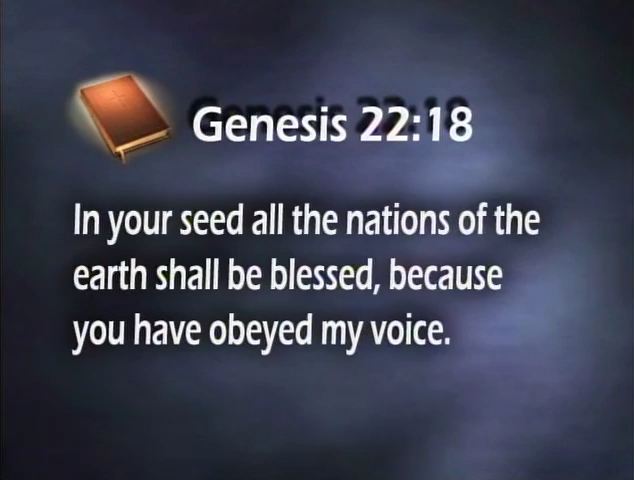 Genesis 22:18
In your seed all the nations of the
earth shall be blessed, because
you have obeyed my voice.